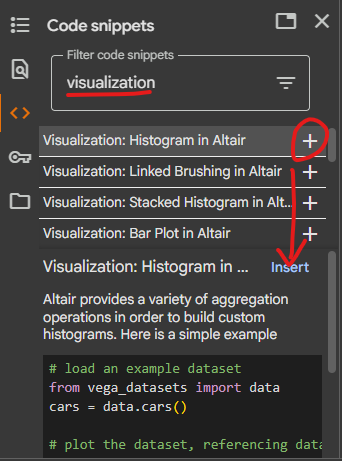 Code snippets
Filter code snippets
visualization
Visualization: Histogram in Altair
Visualization: Linked Brushing in Altair
Visualization: Stacked Histogram in Alt...
Visualization: Bar Plot in Altair
Visualization: Histogram in ... Insert
Altair provides a variety of aggregation
operations in order to build custom
histograms. Here is a simple example
# load an example dataset
from vega_datasets import data
cars = data.cars()
# plot the dataset, referencing data